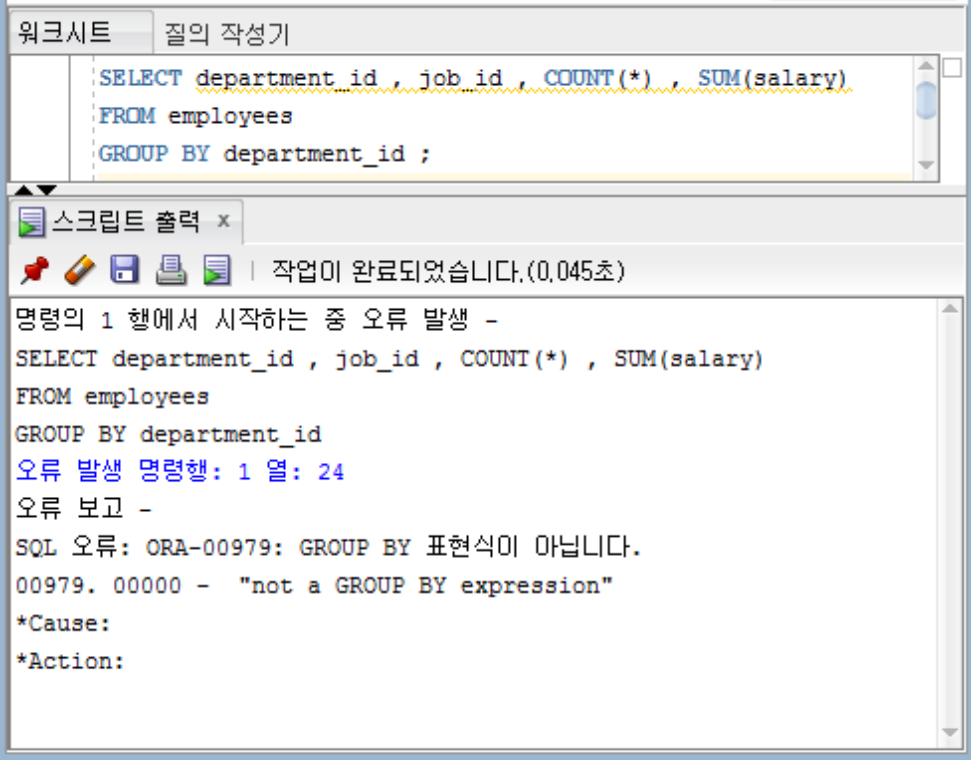 워크시트 질의 작성기
SELECT department_id , job_id , COUNT(*) , SUM(salary)
FROM employees
GROUP BY department_id ;
스크립트 출력 x
작업이 완료되었습니다.(0,045초)
명령의 1 행에서 시작하는 중 오류 발생 -
SELECT department_id , job_id , COUNT(*) , SUM(salary)
FROM employees
GROUP BY department_id
오류 발생 명령행: 1 열: 24
오류 보고 -
SQL 오류: ORA-00979: GROUP BY 표현식이 아닙니다.
00979. 00000 - "not a GROUP BY expression"
*Cause:
*Action: